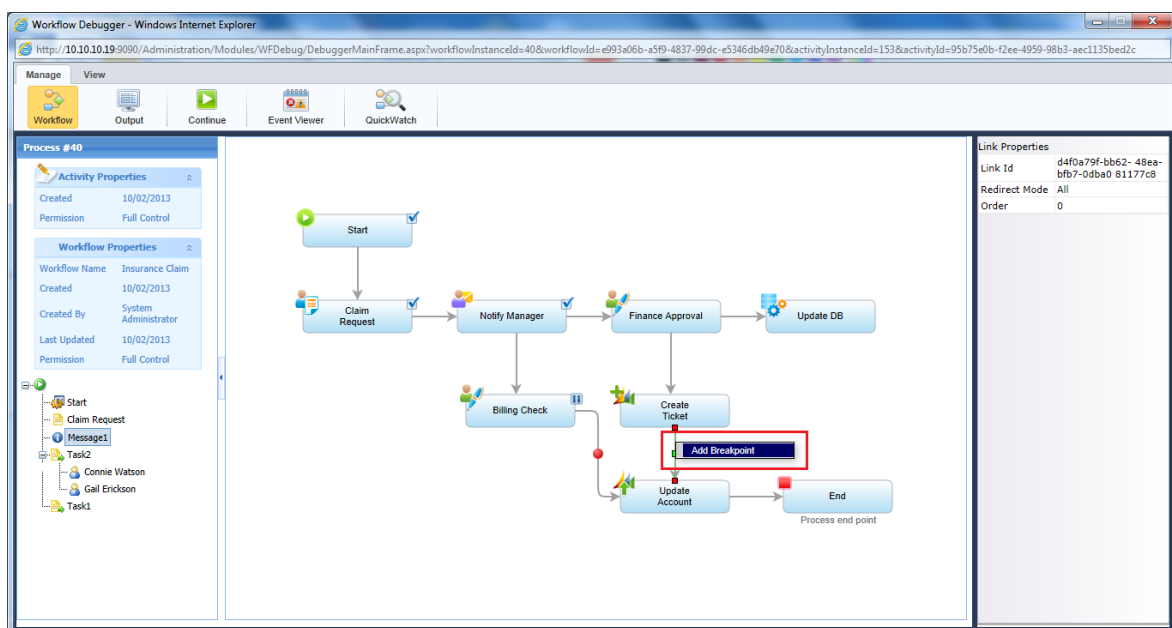 Workflow Debugger - Windows Internet Explorer
http://10.10.10.19:9090/Administration/Modules/WFDebug/DebuggerMainFrame.aspx?workflowInstanceId=40&workflowId=e993a06b-a5f9-4837-99dc-e5346db49e70&activityInstanceId=153&activityId=95b75e0b-f2ee-4959-98b3-aec1135bed2c
Manage View
Workflow Output Continue Event Viewer QuickWatch
Process #40
Activity Properties
Created 10/02/2013
Permission Full Control
Workflow Properties
Workflow Name Insurance Claim
Created 10/02/2013
Created By System
Administrator
Last Updated 10/02/2013
Permission Full Control
Start
Claim Request
Message1
Task2
Connie Watson
Gail Erickson
Task1
Start
Claim
Request
Notify Manager
Finance Approval
Update DB
Billing Check
Create
Ticket
Add Breakpoint
Update
Account
End
Process end point
Link Properties
Link Id d4f0a79f-bb62- 48ea-
bfb7-0dba0 81177c8
Redirect Mode All
Order 0